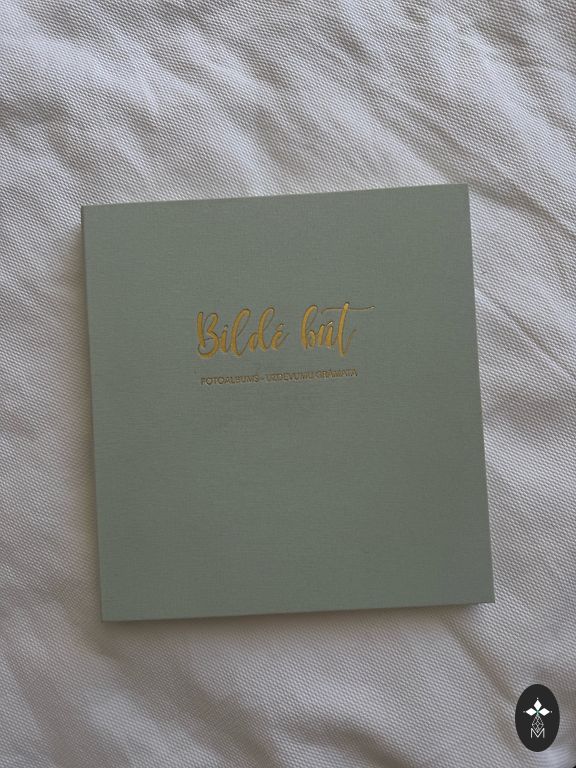 Bildē būt
FOTOALBUMS - UZDEVUMU GRĀMATA
M